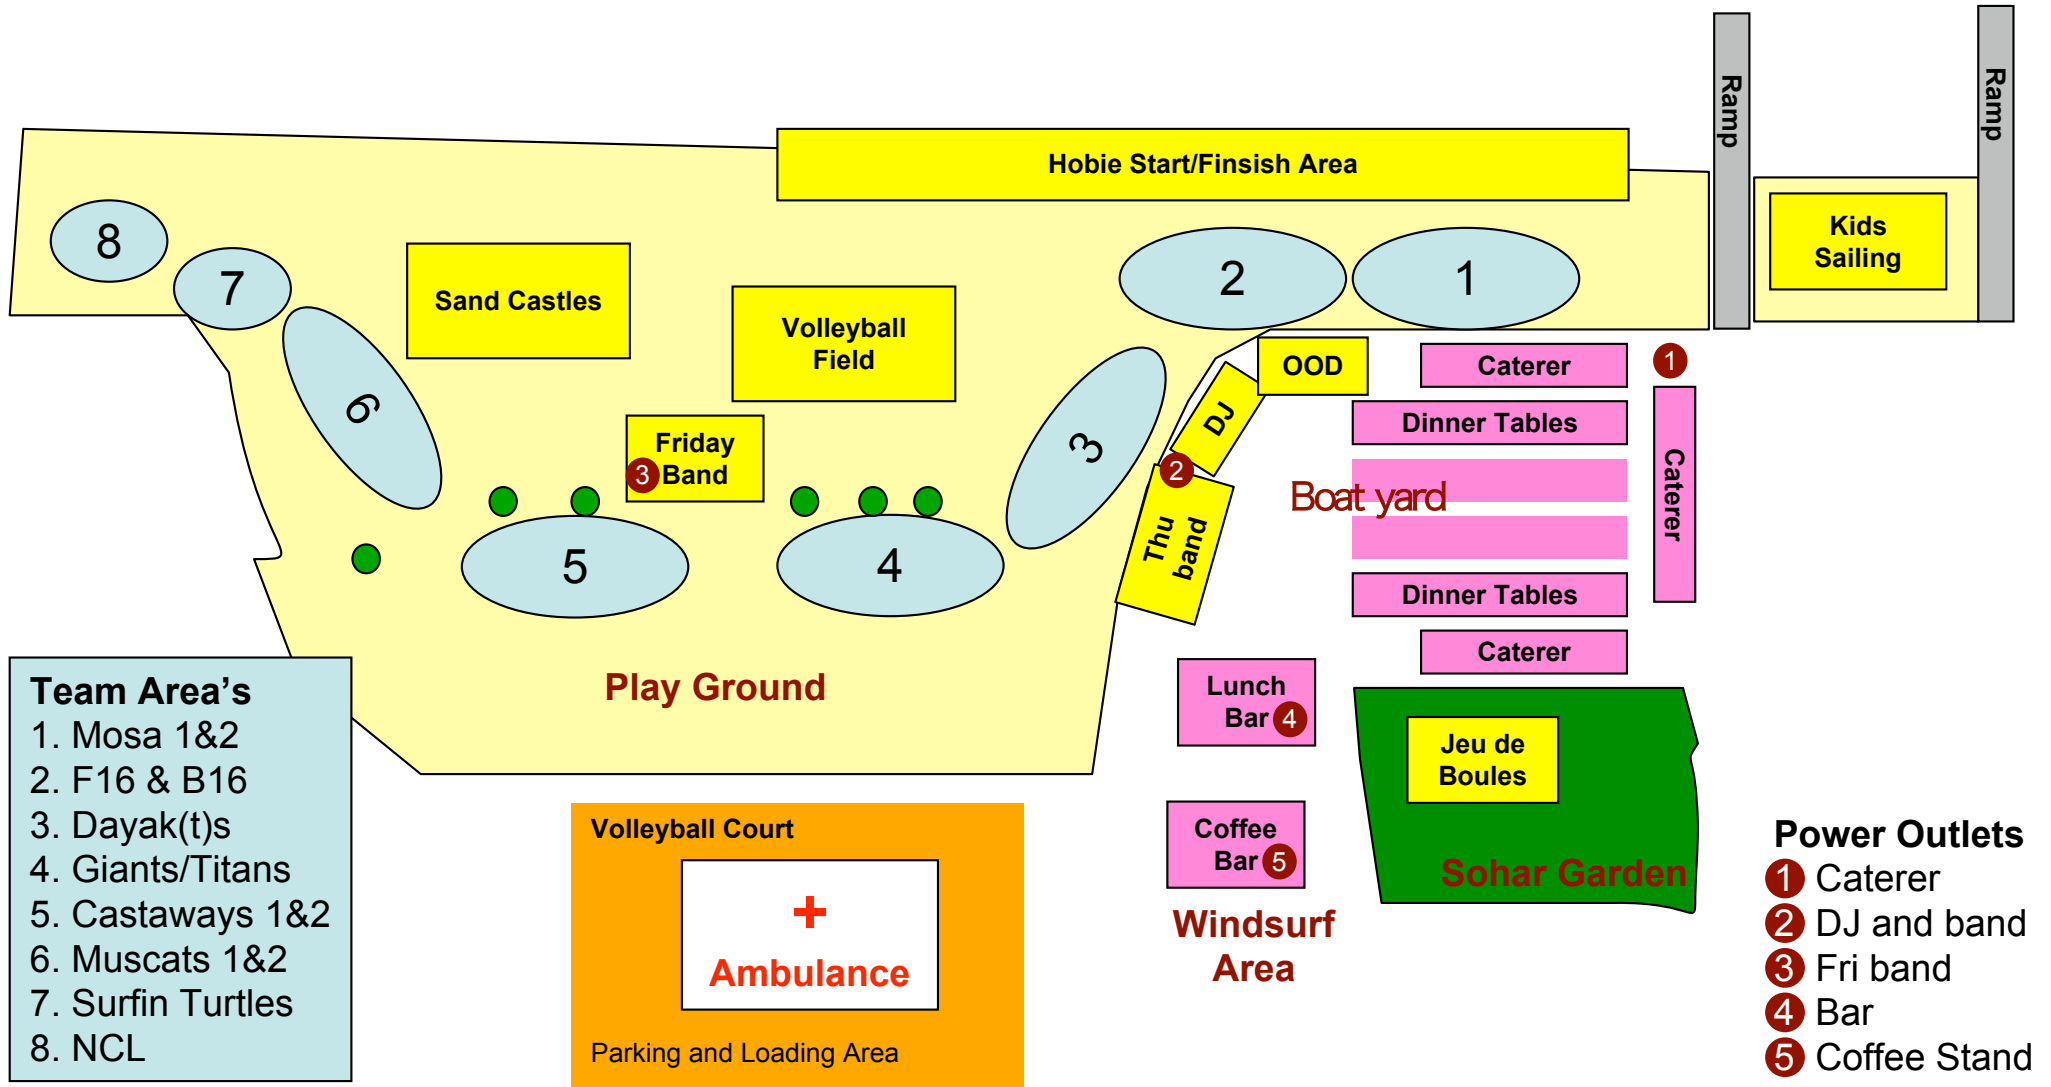 Ramp
Ramp
Hobie Start/Finsish Area
Kids
Sailing
8
7
6
Sand Castles
Volleyball
Field
2
1
3
OOD
DJ
Caterer
1
Dinner Tables
Caterer
Friday
Band
3
2
Thu
band
Boat yard
5
4
Dinner Tables
Caterer
Play Ground
Lunch
Bar 4
Jeu de
Boules
Coffee
Bar 5
Sohar Garden
Windsurf
Area
Volleyball Court
+
Ambulance
Parking and Loading Area
Team Area’s
1. Mosa 1&2
2. F16 & B16
3. Dayak(t)s
4. Giants/Titans
5. Castaways 1&2
6. Muscats 1&2
7. Surfin Turtles
8. NCL
Power Outlets
1 Caterer
2 DJ and band
3 Fri band
4 Bar
5 Coffee Stand